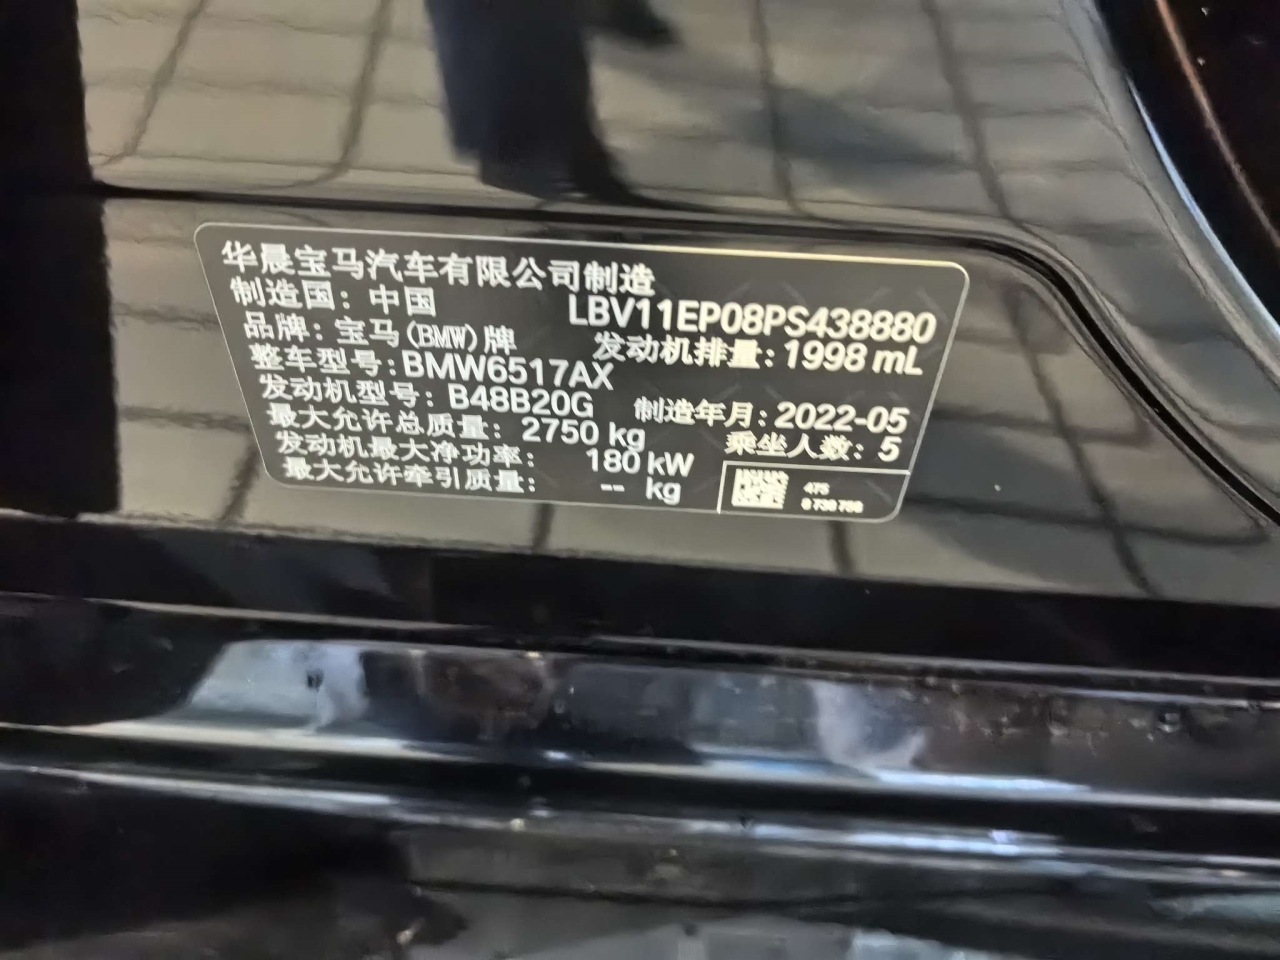 华晨宝马汽车有限公司制造
制造国：中国 LBV11EP08PS438880
品牌：宝马(BMW)牌 发动机排量：1998 mL
整车型号：BMW6517AX
发动机型号：B48B20G 制造年月：2022-05
最大允许总质量：2750 kg 乘坐人数：5
发动机最大净功率：180 kW
最大允许牵引质量：-- kg
475